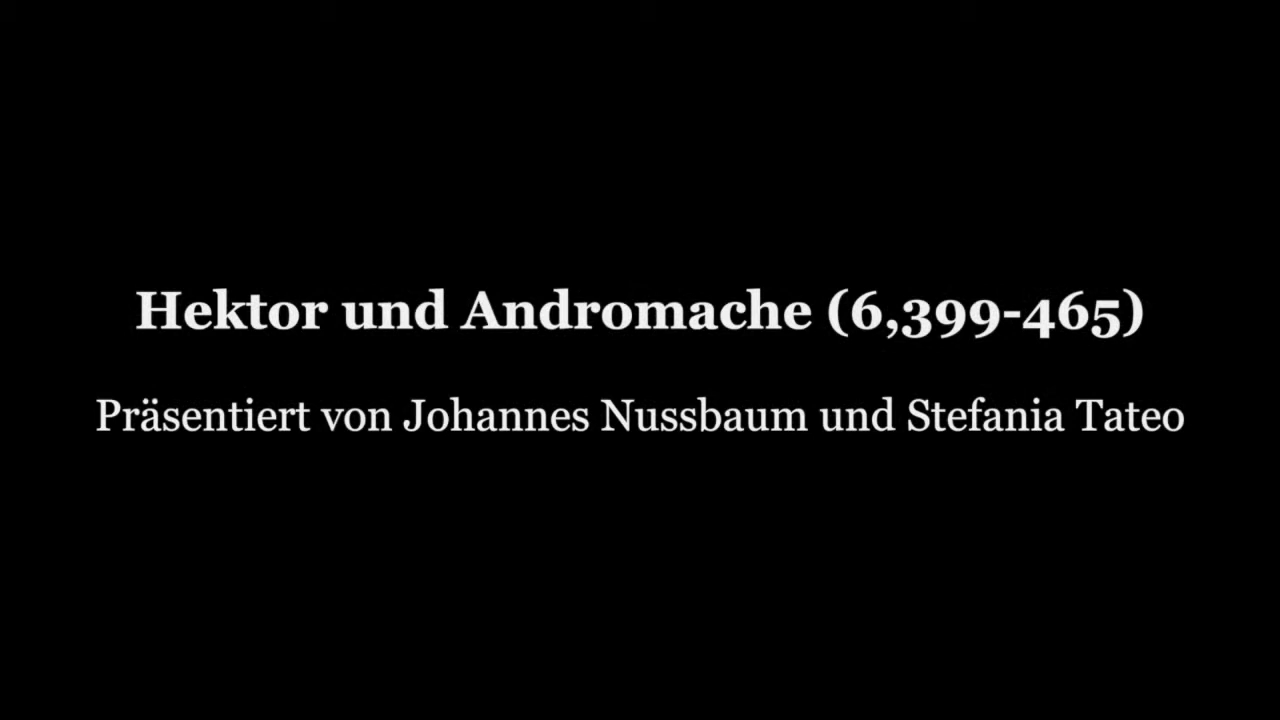 Hektor und Andromache (6,399-465)
Präsentiert von Johannes Nussbaum und Stefania Tateo